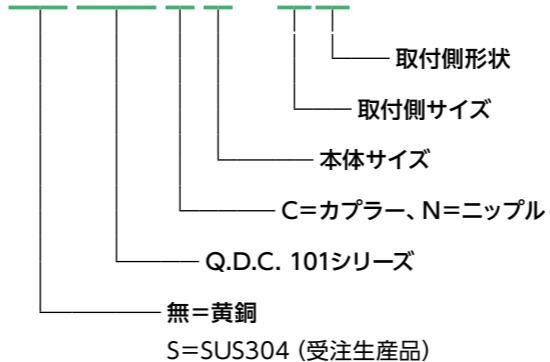 取付側形状
取付側サイズ
本体サイズ
C=カプラー、N=ニップル
Q.D.C. 101シリーズ
無=黄銅
S=SUS304（受注生産品）